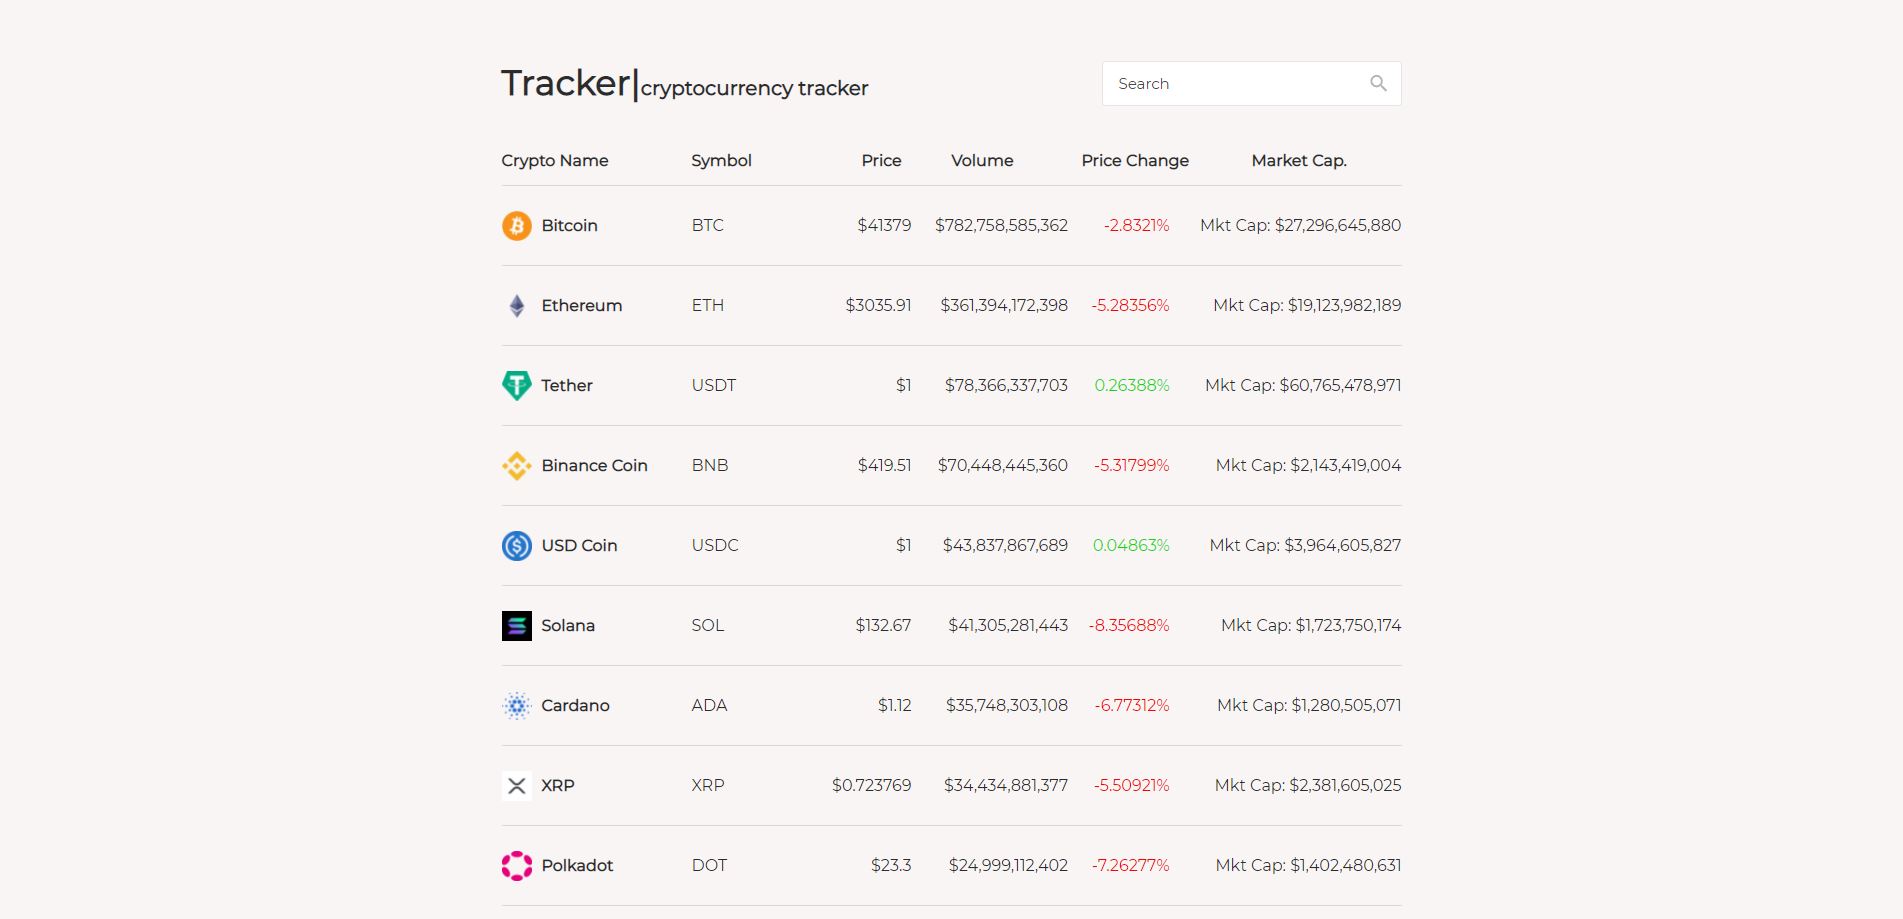 Tracker|cryptocurrency tracker
Search
Crypto Name Symbol Price Volume Price Change Market Cap.
Bitcoin BTC $41379 $782,758,585,362 -2.8321% Mkt Cap: $27,296,645,880
Ethereum ETH $3035.91 $361,394,172,398 -5.28356% Mkt Cap: $19,123,982,189
Tether USDT $1 $78,366,337,703 0.26388% Mkt Cap: $60,765,478,971
Binance Coin BNB $419.51 $70,448,445,360 -5.31799% Mkt Cap: $2,143,419,004
USD Coin USDC $1 $43,837,867,689 0.04863% Mkt Cap: $3,964,605,827
Solana SOL $132.67 $41,305,281,443 -8.35688% Mkt Cap: $1,723,750,174
Cardano ADA $1.12 $35,748,303,108 -6.77312% Mkt Cap: $1,280,505,071
XRP XRP $0.723769 $34,434,881,377 -5.50921% Mkt Cap: $2,381,605,025
Polkadot DOT $23.3 $24,999,112,402 -7.26277% Mkt Cap: $1,402,480,631